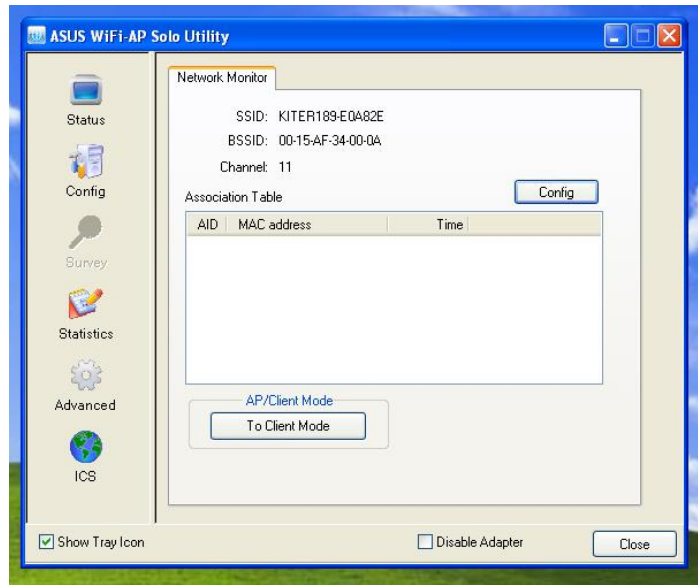 ASUS WiFi-AP Solo Utility
Status
Config
Survey
Statistics
Advanced
ICS
Network Monitor
SSID: KITER189-E0A82E
BSSID: 00-15-AF-34-00-0A
Channel: 11
Association Table
Config
AID MAC address Time
AP/Client Mode
To Client Mode
Show Tray Icon
Disable Adapter
Close